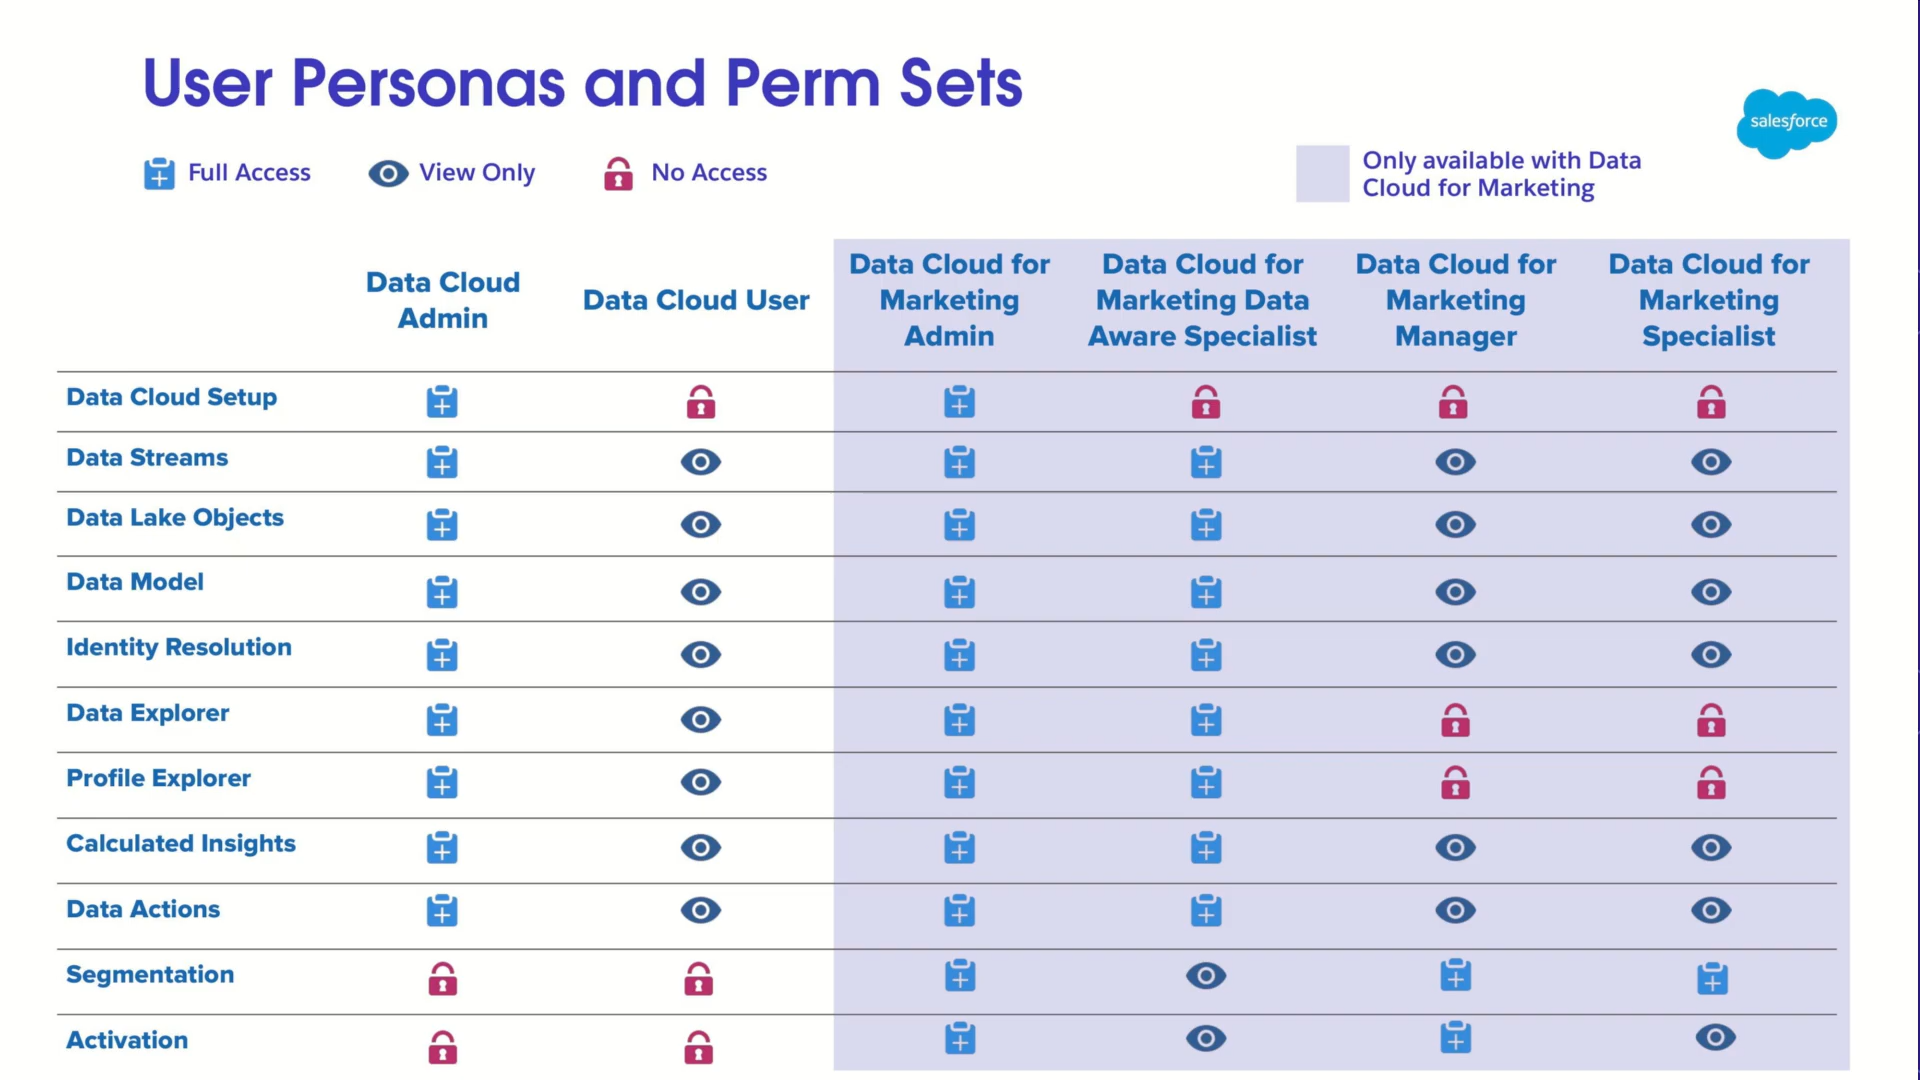 User Personas and Perm Sets
salesforce
Full Access
View Only
No Access
Only available with Data
Cloud for Marketing
Data Cloud
Admin
Data Cloud User
Data Cloud for
Marketing
Admin
Data Cloud for
Marketing Data
Aware Specialist
Data Cloud for
Marketing
Manager
Data Cloud for
Marketing
Specialist
Data Cloud Setup
Data Streams
Data Lake Objects
Data Model
Identity Resolution
Data Explorer
Profile Explorer
Calculated Insights
Data Actions
Segmentation
Activation